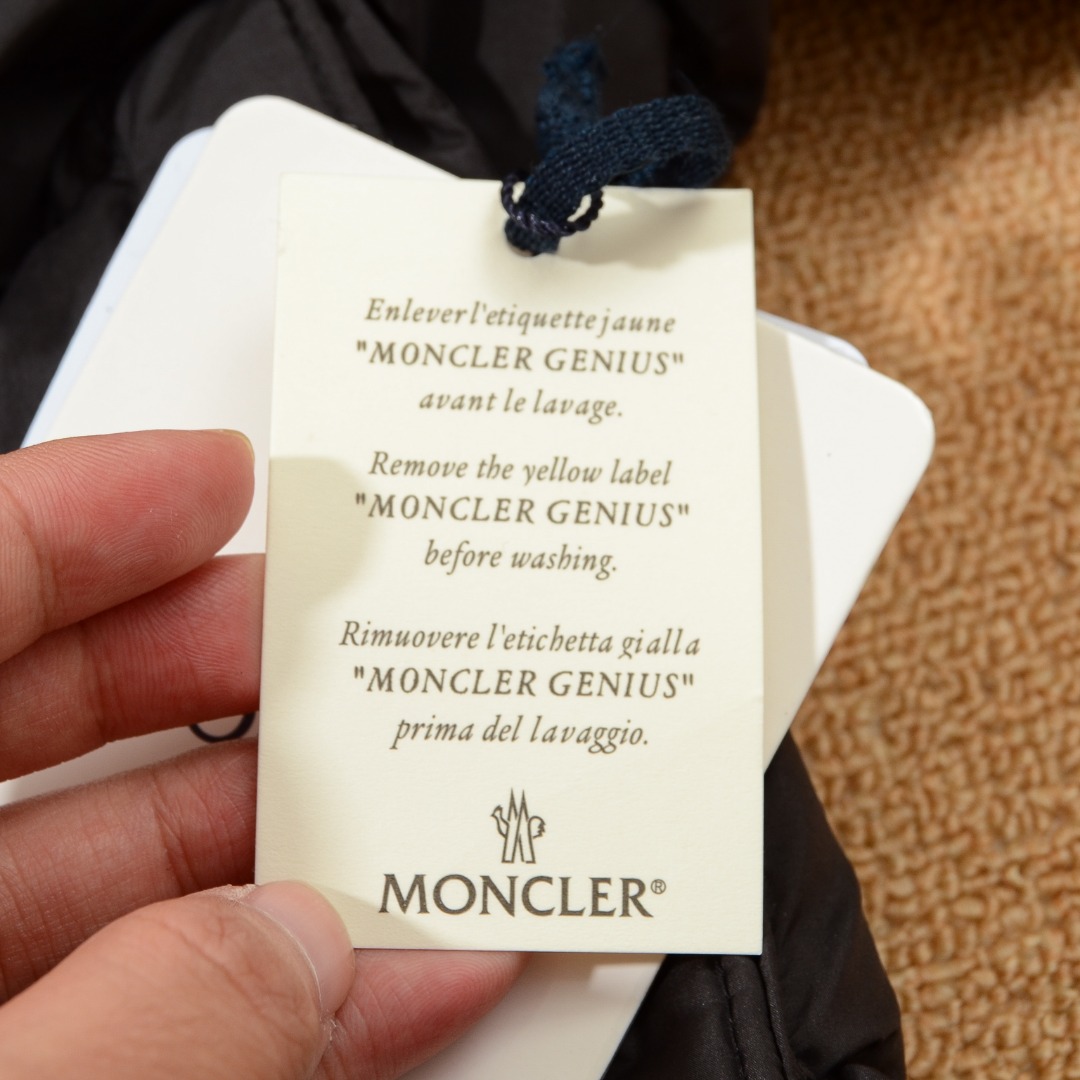 Enlever l'etiquette jaune
"MONCLER GENIUS"
avant le lavage.
Remove the yellow label
"MONCLER GENIUS"
before washing.
Rimuovere l'etichetta gialla
"MONCLER GENIUS"
prima del lavaggio.
MONCLER®